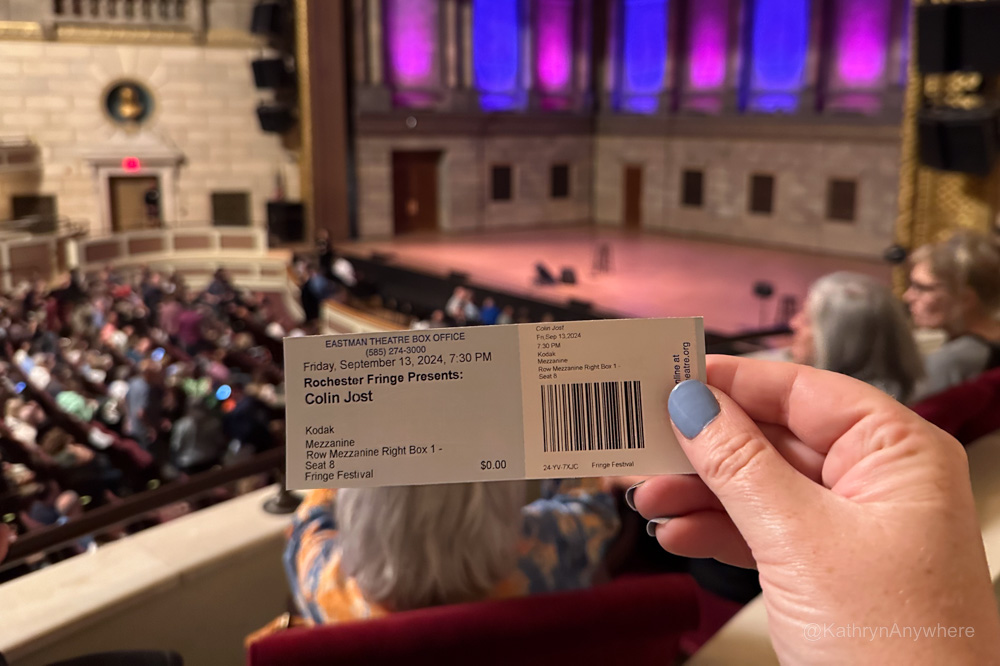 EASTMAN THEATRE BOX OFFICE
(585) 274-3000
Friday, September 13, 2024, 7:30 PM
Rochester Fringe Presents:
Colin Jost
Kodak
Mezzanine
Row Mezzanine Right Box 1 -
Seat 8
Fringe Festival
$0.00
Colin Jost
Fri,Sep 13,2024
7:30 PM
Kodak
Mezzanine
Row Mezzanine Right Box 1 -
Seat 8
24-YV-7XJC Fringe Festival
@KathrynAnywhere